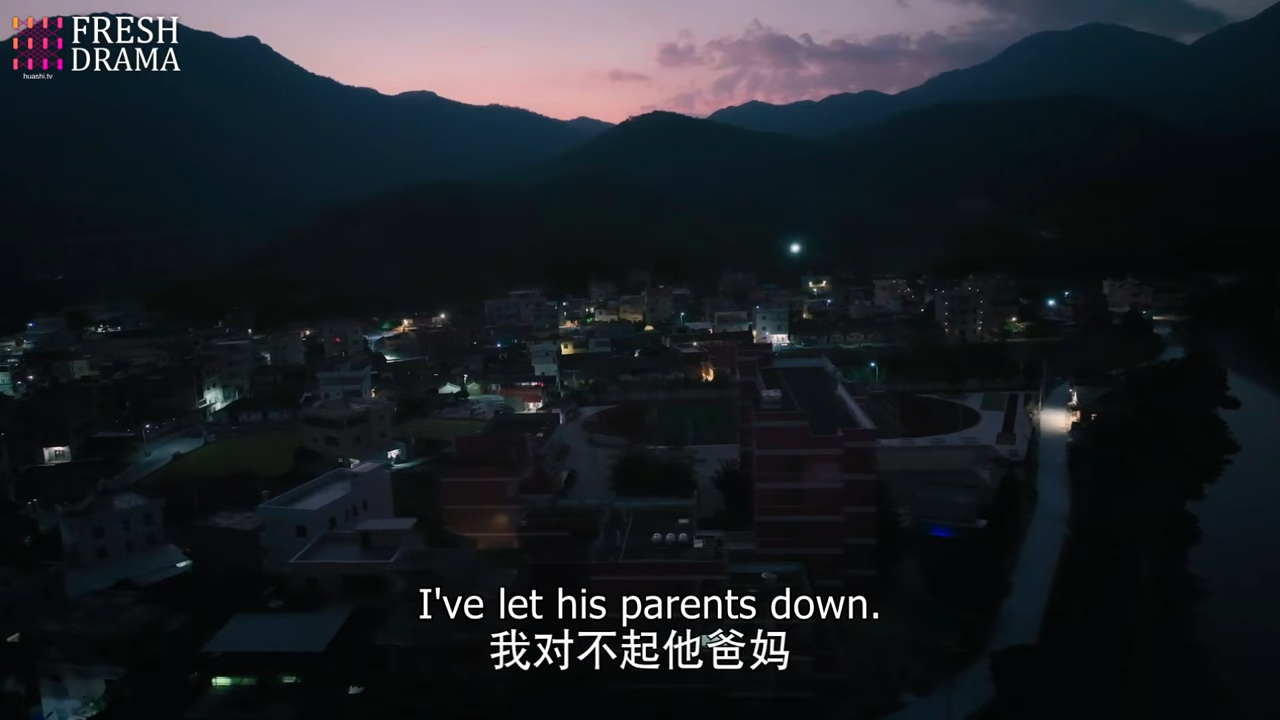 FRESH
DRAMA
huashi.tv
I've let his parents down.
我对不起他爸妈